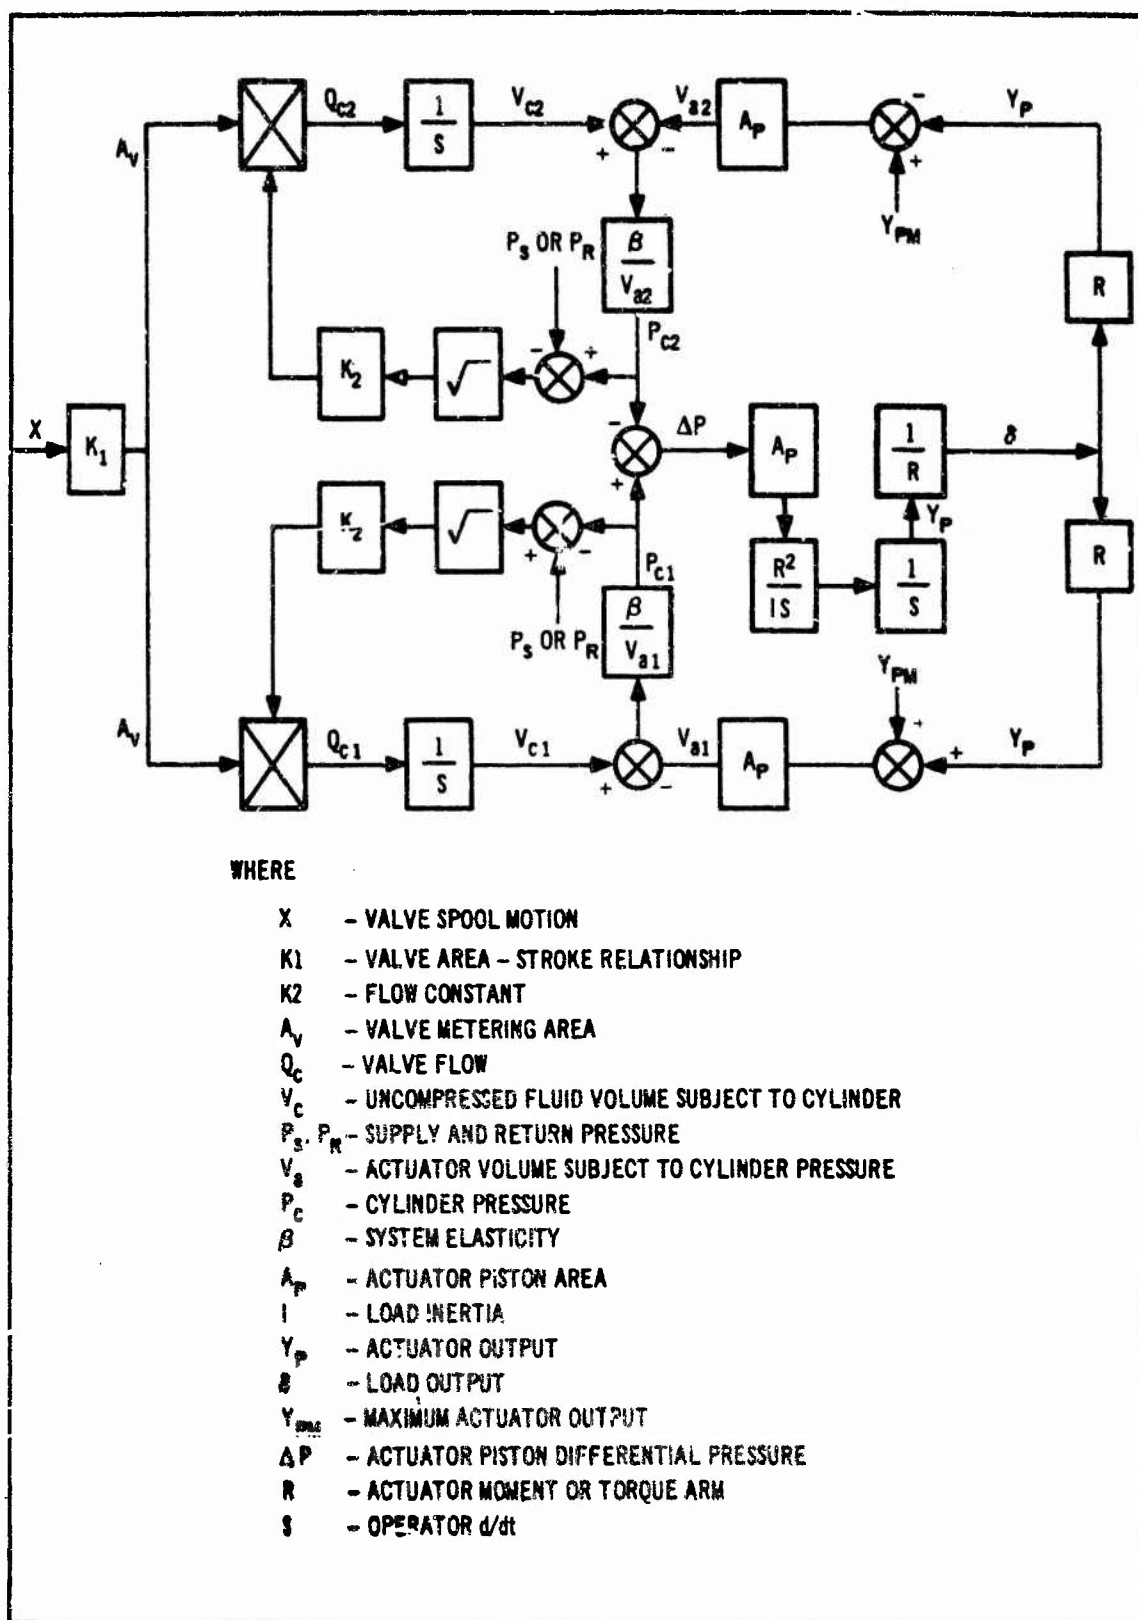 Q_C2
1/S
V_C2
V_a2
A_P
-
Y_P
A_V
+
-
+
Y_PM
P_S OR P_R
β/V_a2
R
P_C2
K_2
√
-
+
X
K_1
-
ΔP
A_P
1/R
δ
+
K_2
√
+
-
Y_P
P_C1
R²/IS
1/S
R
P_S OR P_R
β/V_a1
Y_PM
A_V
Q_C1
1/S
V_C1
V_a1
A_P
+
+
Y_P
+
-
WHERE
X - VALVE SPOOL MOTION
K1 - VALVE AREA - STROKE RELATIONSHIP
K2 - FLOW CONSTANT
A_V - VALVE METERING AREA
Q_C - VALVE FLOW
V_C - UNCOMPRESSED FLUID VOLUME SUBJECT TO CYLINDER
P_S, P_R - SUPPLY AND RETURN PRESSURE
V_a - ACTUATOR VOLUME SUBJECT TO CYLINDER PRESSURE
P_C - CYLINDER PRESSURE
β - SYSTEM ELASTICITY
A_P - ACTUATOR PISTON AREA
I - LOAD INERTIA
Y_P - ACTUATOR OUTPUT
δ - LOAD OUTPUT
Y_PM - MAXIMUM ACTUATOR OUTPUT
ΔP - ACTUATOR PISTON DIFFERENTIAL PRESSURE
R - ACTUATOR MOMENT OR TORQUE ARM
S - OPERATOR d/dt